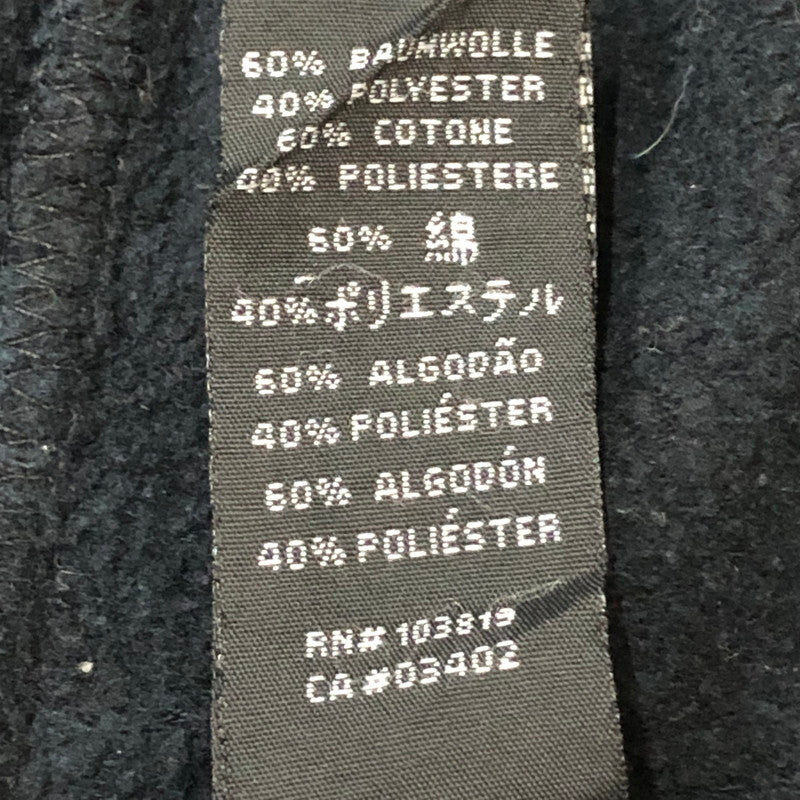 60% BAUMWOLLE
40% POLYESTER
60% COTONE
40% POLIESTERE
60% 綿
40%ポリエステル
60% ALGODÃO
40% POLIÉSTER
60% ALGODÓN
40% POLIÉSTER
RN# 103819
CA #03402